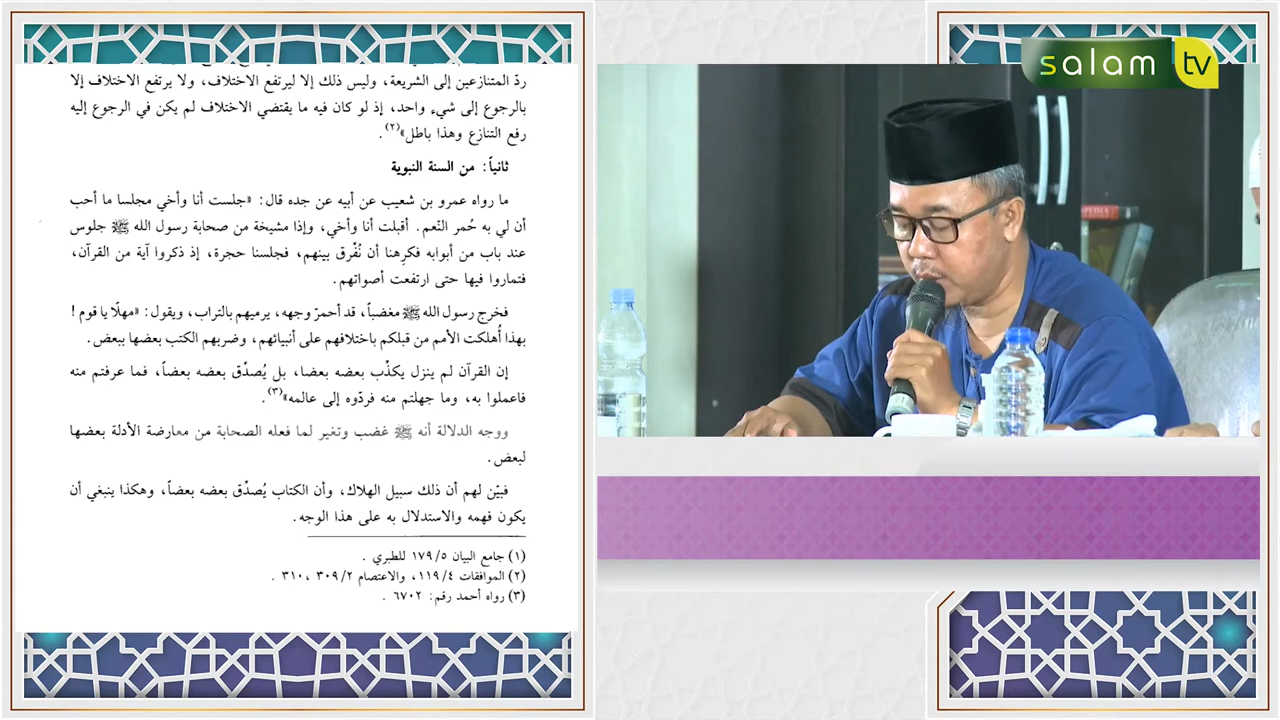 ردّ المتنازعين إلى الشريعة، وليس ذلك إلا ليرتفع الاختلاف، ولا يرتفع الاختلاف إلا
بالرجوع إلى شيء واحد، إذ لو كان فيه ما يقتضي الاختلاف لم يكن في الرجوع إليه
رفع التنازع وهذا باطل»(٢).
ثانياً: من السنة النبوية
ما رواه عمرو بن شعيب عن أبيه عن جده قال: «جلست أنا وأخي مجلسا ما أحب
أن لي به حُمر النّعم. أقبلت أنا وأخي، وإذا مشيخة من صحابة رسول الله ﷺ جلوس
عند باب من أبوابه فكرِهنا أن نُفْرق بينهم، فجلسنا حجرة، إذ ذكروا آية من القرآن،
فتماروا فيها حتى ارتفعت أصواتهم.
فخرج رسول الله ﷺ مغضباً، قد أحمرّ وجهه، يرميهم بالتراب، ويقول: «مهلًا يا قوم!
بهذا أُهلكت الأمم من قبلكم باختلافهم على أنبيائهم، وضربهم الكتب بعضها ببعض.
إن القرآن لم ينزل يكذّب بعضه بعضا، بل يُصدّق بعضه بعضاً، فما عرفتم منه
فاعملوا به، وما جهلتم منه فردّوه إلى عالمه»(٣).
ووجه الدلالة أنه ﷺ غضب وتغير لما فعله الصحابة من معارضة الأدلة بعضها
لبعض.
فبيّن لهم أن ذلك سبيل الهلاك، وأن الكتاب يُصدّق بعضه بعضاً، وهكذا ينبغي أن
يكون فهمه والاستدلال به على هذا الوجه.
(١) جامع البيان ٥/ ١٧٩ للطبري .
(٢) الموافقات ٤/ ١١٩، والاعتصام ٢/ ٣٠٩، ٣١٠ .
(٣) رواه أحمد رقم: ٦٧٠٢ .
salam tv